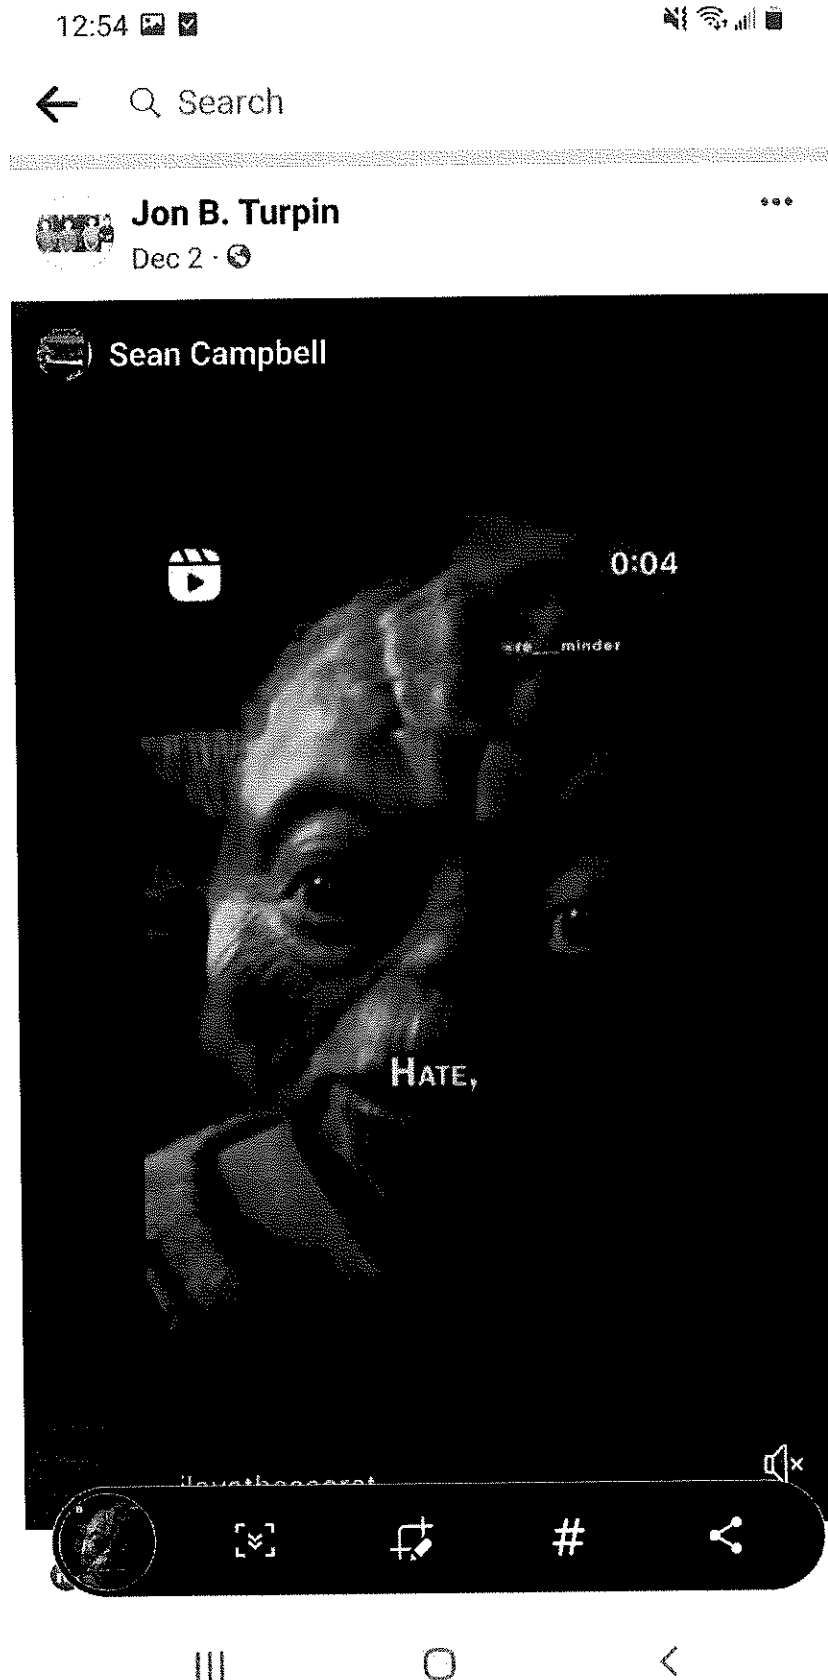 12:54
Search
Jon B. Turpin
Dec 2 ·
Sean Campbell
0:04
HATE,
#